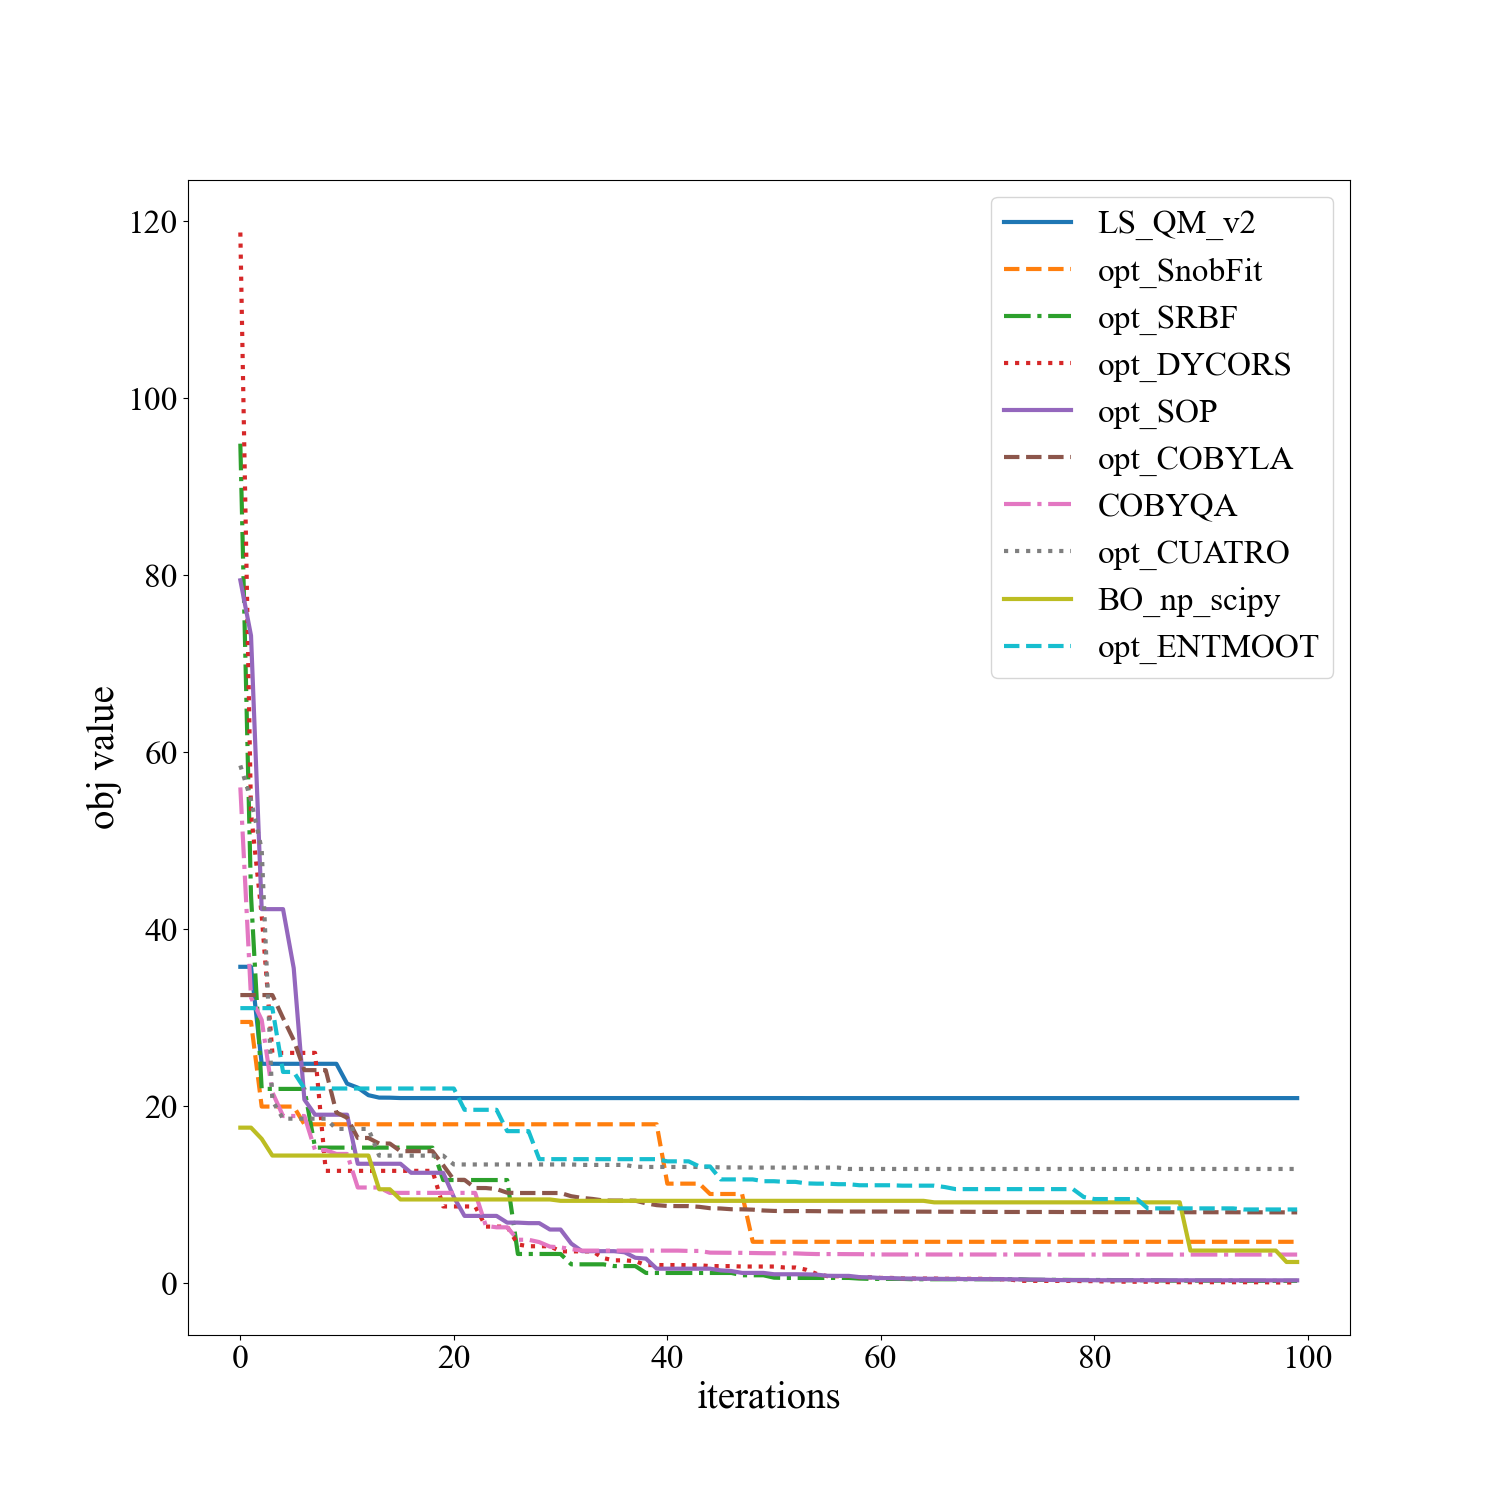 120
100
80
60
40
20
0
obj value
0 20 40 60 80 100
iterations
LS_QM_v2
opt_SnobFit
opt_SRBF
opt_DYCORS
opt_SOP
opt_COBYLA
COBYQA
opt_CUATRO
BO_np_scipy
opt_ENTMOOT